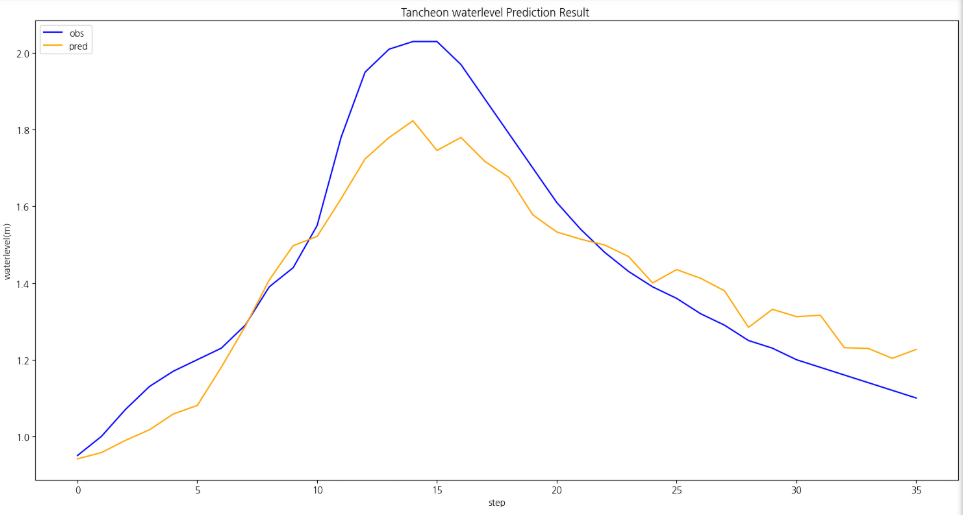 Tancheon waterlevel Prediction Result
obs
pred
2.0
1.8
1.6
1.4
1.2
1.0
waterlevel(m)
0 5 10 15 20 25 30 35
step